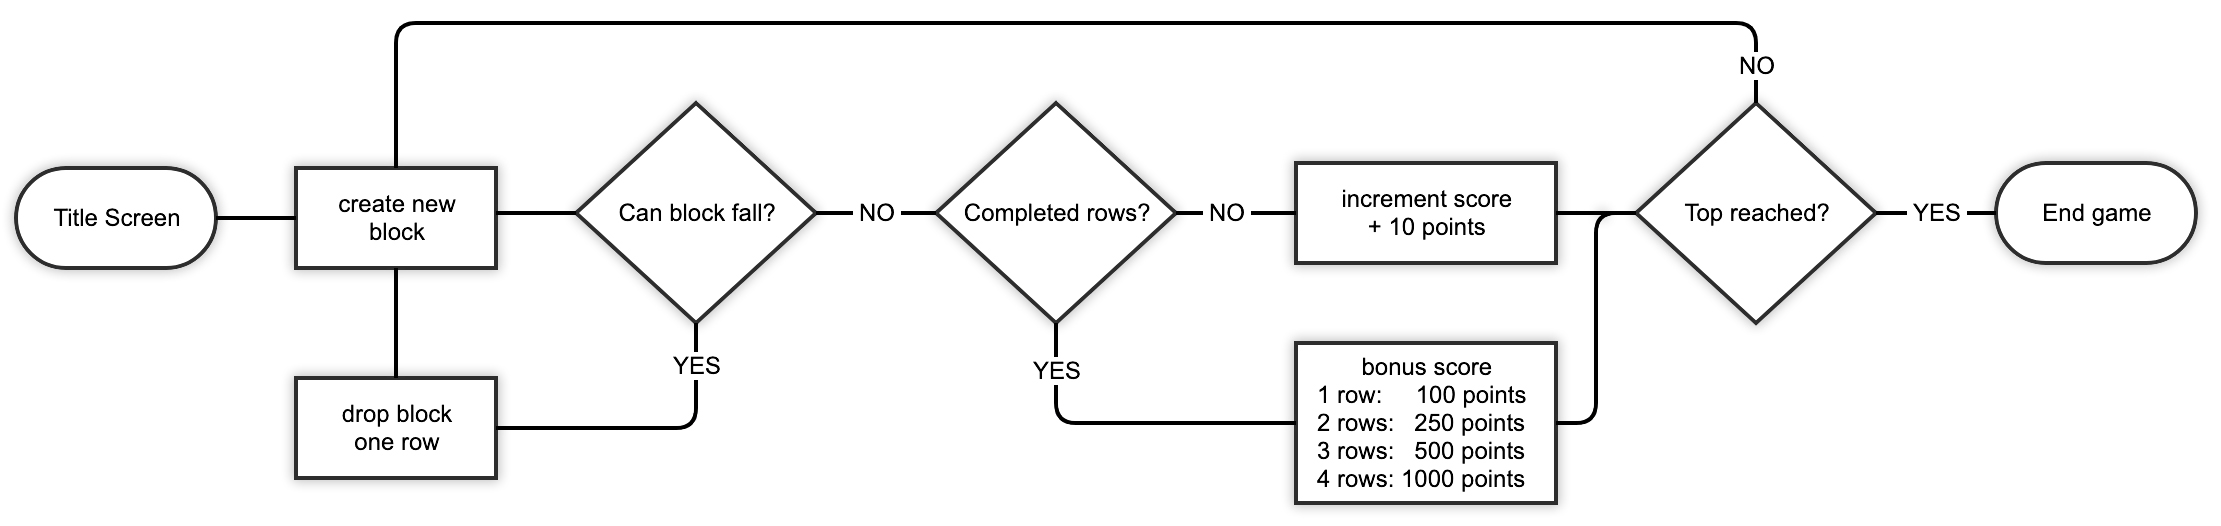 NO
Title Screen
create new
block
Can block fall?
NO
Completed rows?
NO
increment score
+ 10 points
Top reached?
YES
End game
drop block
one row
YES
YES
bonus score
1 row: 100 points
2 rows: 250 points
3 rows: 500 points
4 rows: 1000 points